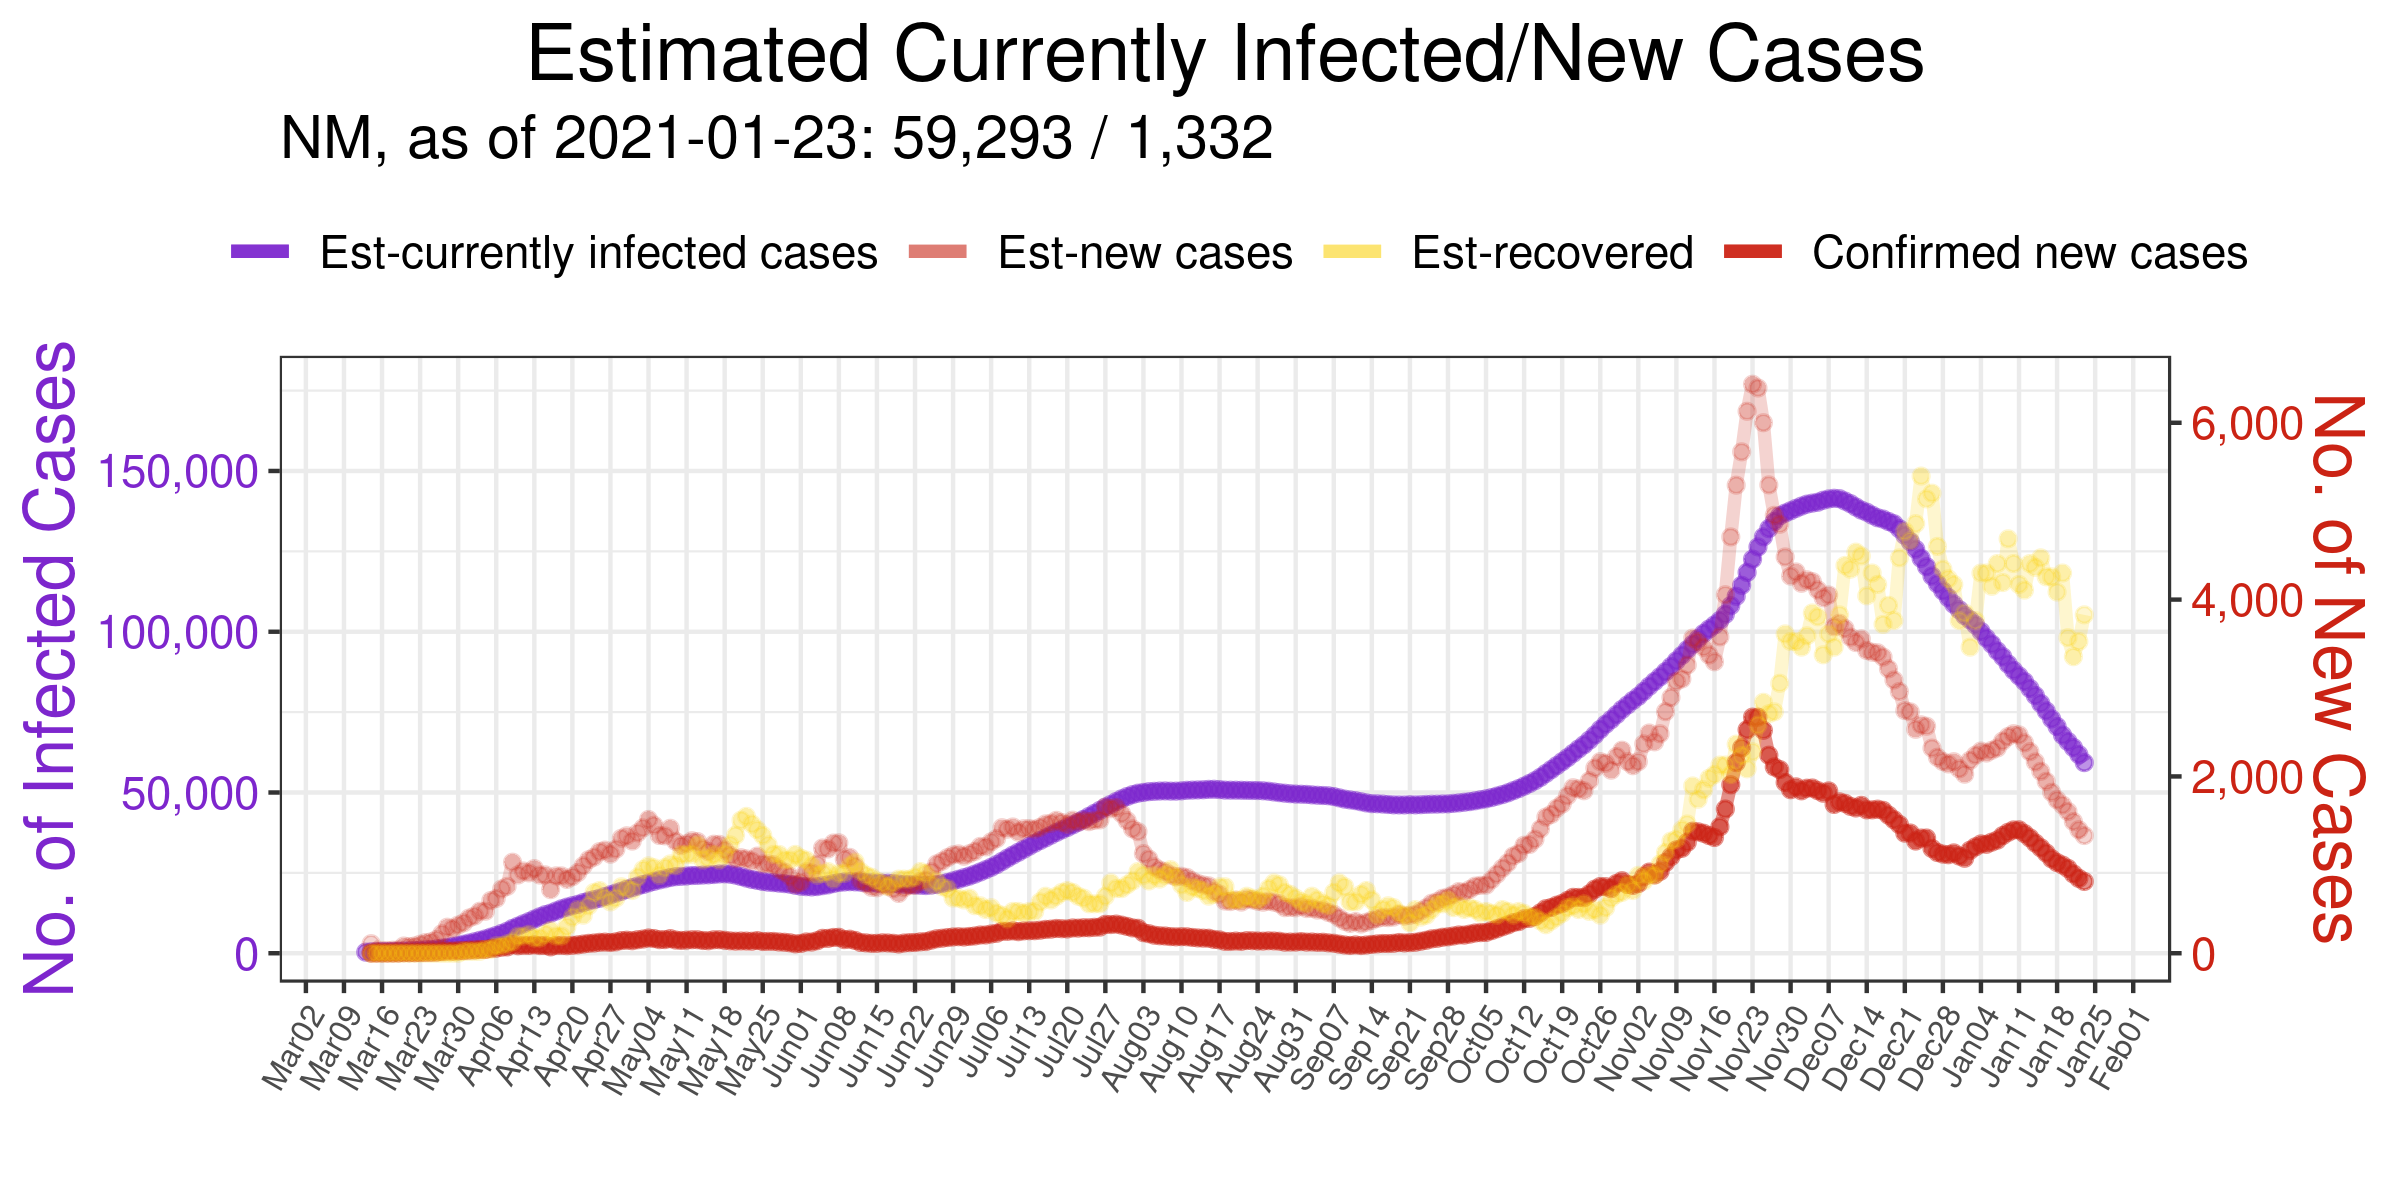 Estimated Currently Infected/New Cases
NM, as of 2021-01-23: 59,293 / 1,332
Est-currently infected cases Est-new cases Est-recovered Confirmed new cases
No. of Infected Cases
150,000
100,000
50,000
0
6,000
4,000
2,000
0
No. of New Cases
Mar02 Mar09 Mar16 Mar23 Mar30 Apr06 Apr13 Apr20 Apr27 May04 May11 May18 May25 Jun01 Jun08 Jun15 Jun22 Jun29 Jul06 Jul13 Jul20 Jul27 Aug03 Aug10 Aug17 Aug24 Aug31 Sep07 Sep14 Sep21 Sep28 Oct05 Oct12 Oct19 Oct26 Nov02 Nov09 Nov16 Nov23 Nov30 Dec07 Dec14 Dec21 Dec28 Jan04 Jan11 Jan18 Jan25 Feb01